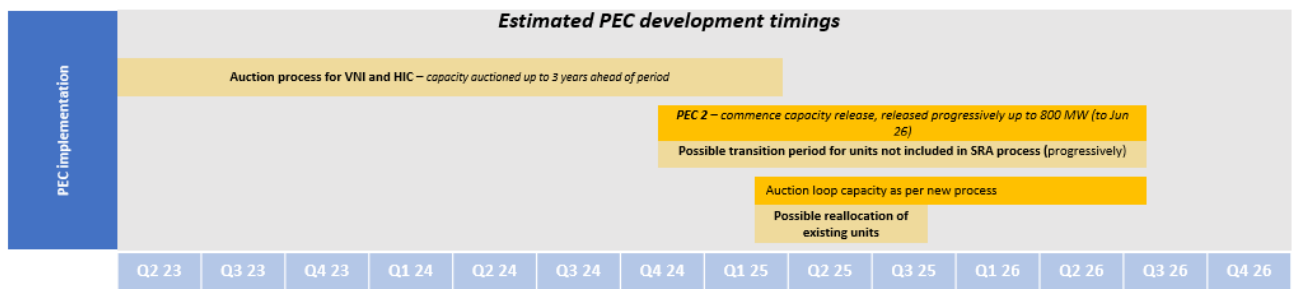 Estimated PEC development timings
PEC implementation
Auction process for VNI and HIC – capacity auctioned up to 3 years ahead of period
PEC 2 – commence capacity release, released progressively up to 800 MW (to Jun
26)
Possible transition period for units not included in SRA process (progressively)
Auction loop capacity as per new process
Possible reallocation of
existing units
Q2 23 Q3 23 Q4 23 Q1 24 Q2 24 Q3 24 Q4 24 Q1 25 Q2 25 Q3 25 Q1 26 Q2 26 Q3 26 Q4 26